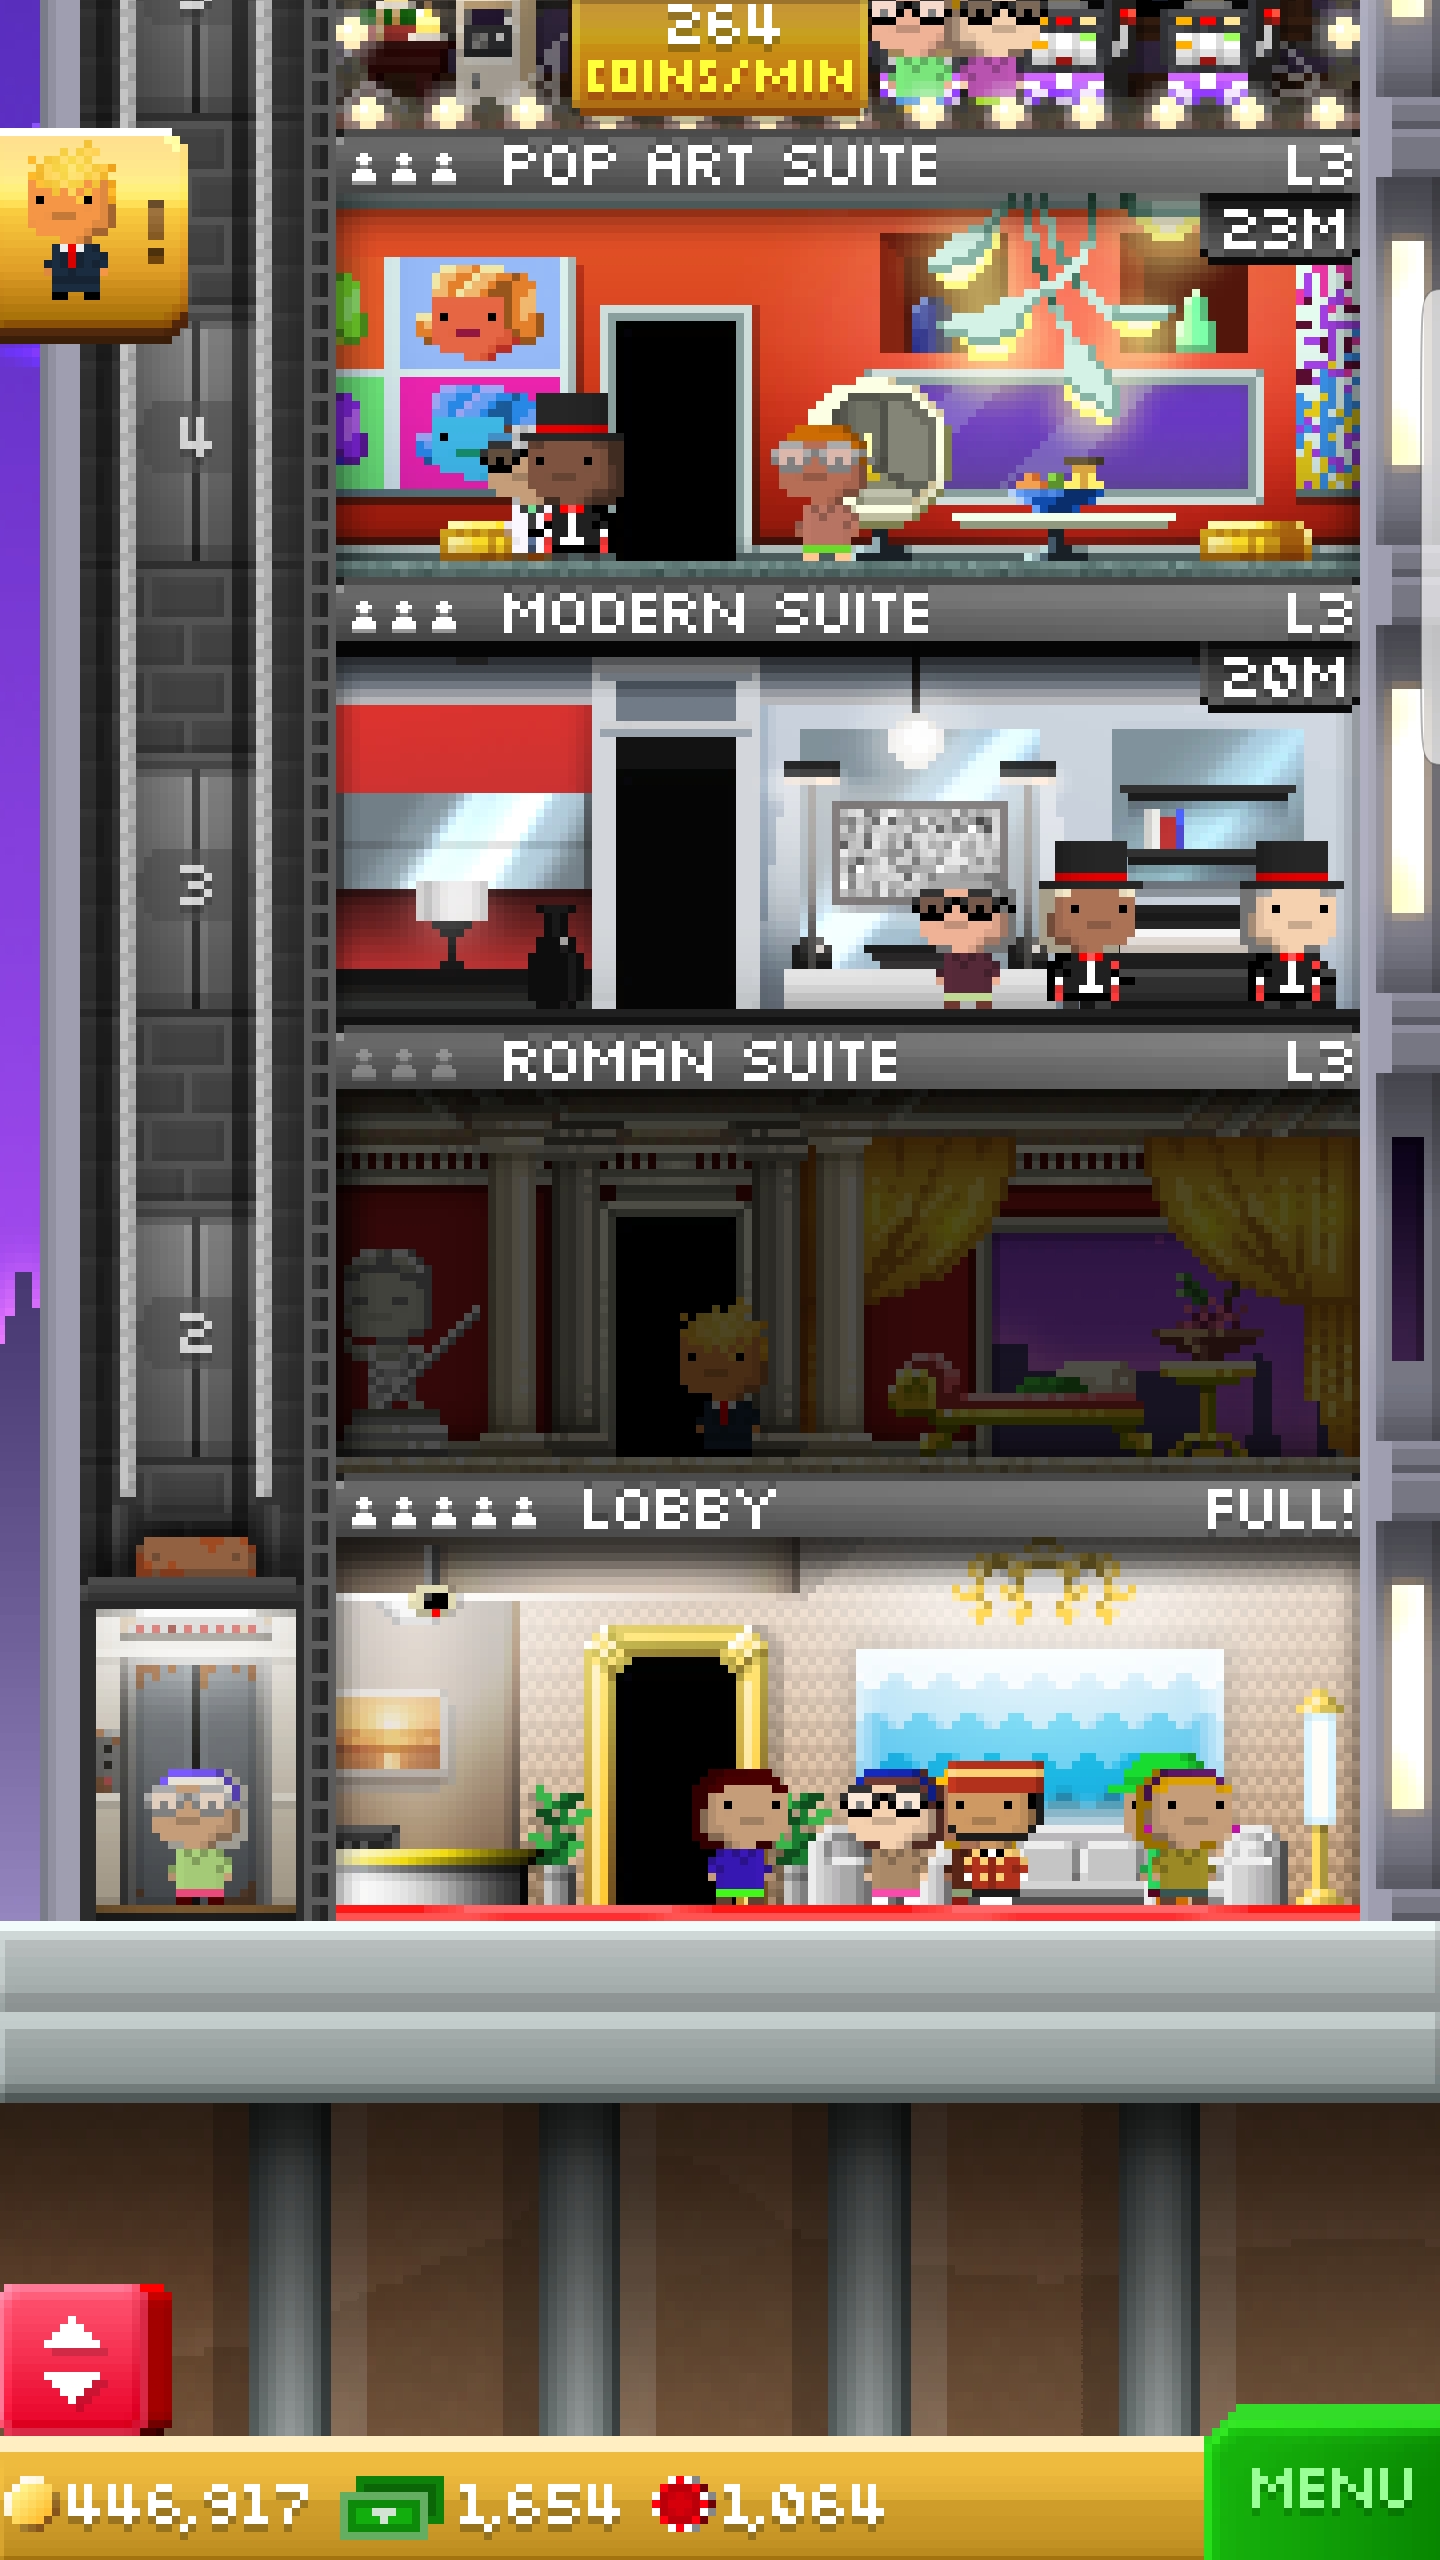 264
COINS/MIN
POP ART SUITE L3
23M
!
4
MODERN SUITE L3
20M
3
ROMAN SUITE L3
2
LOBBY FULL!
446,917 1,654 1,064
MENU